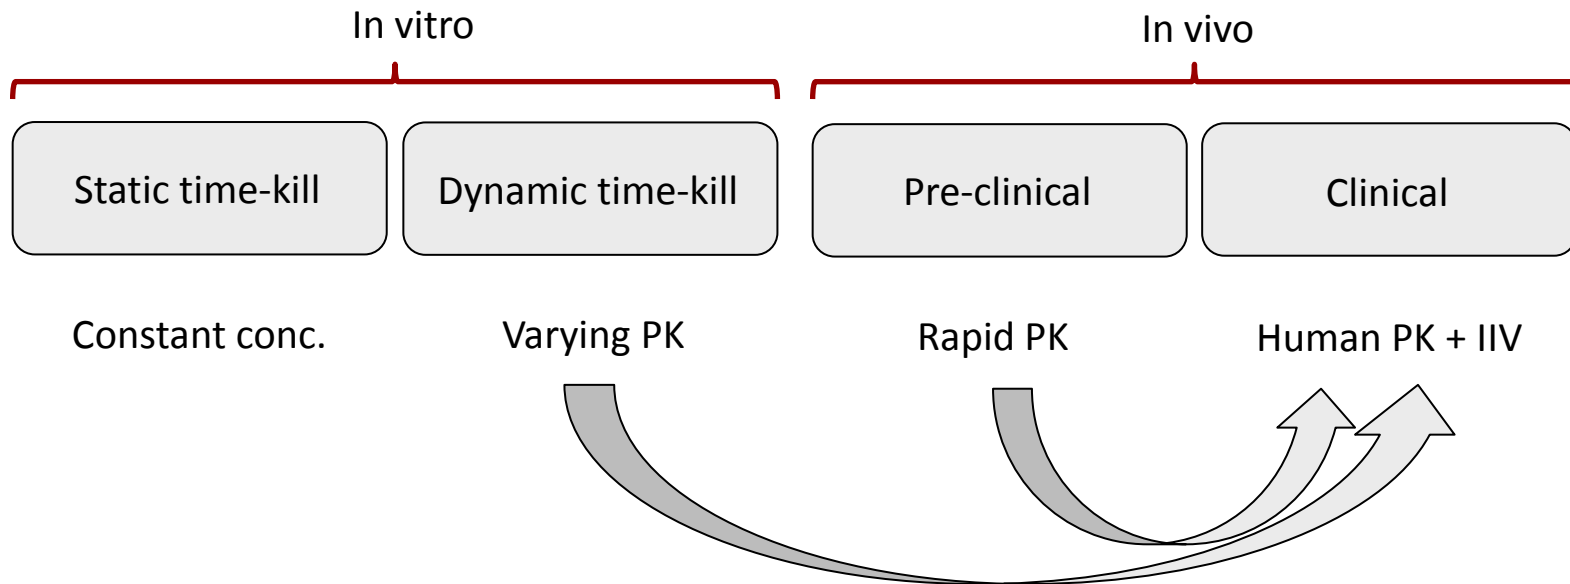 In vitro
In vivo
Static time-kill
Dynamic time-kill
Pre-clinical
Clinical
Constant conc.
Varying PK
Rapid PK
Human PK + IIV